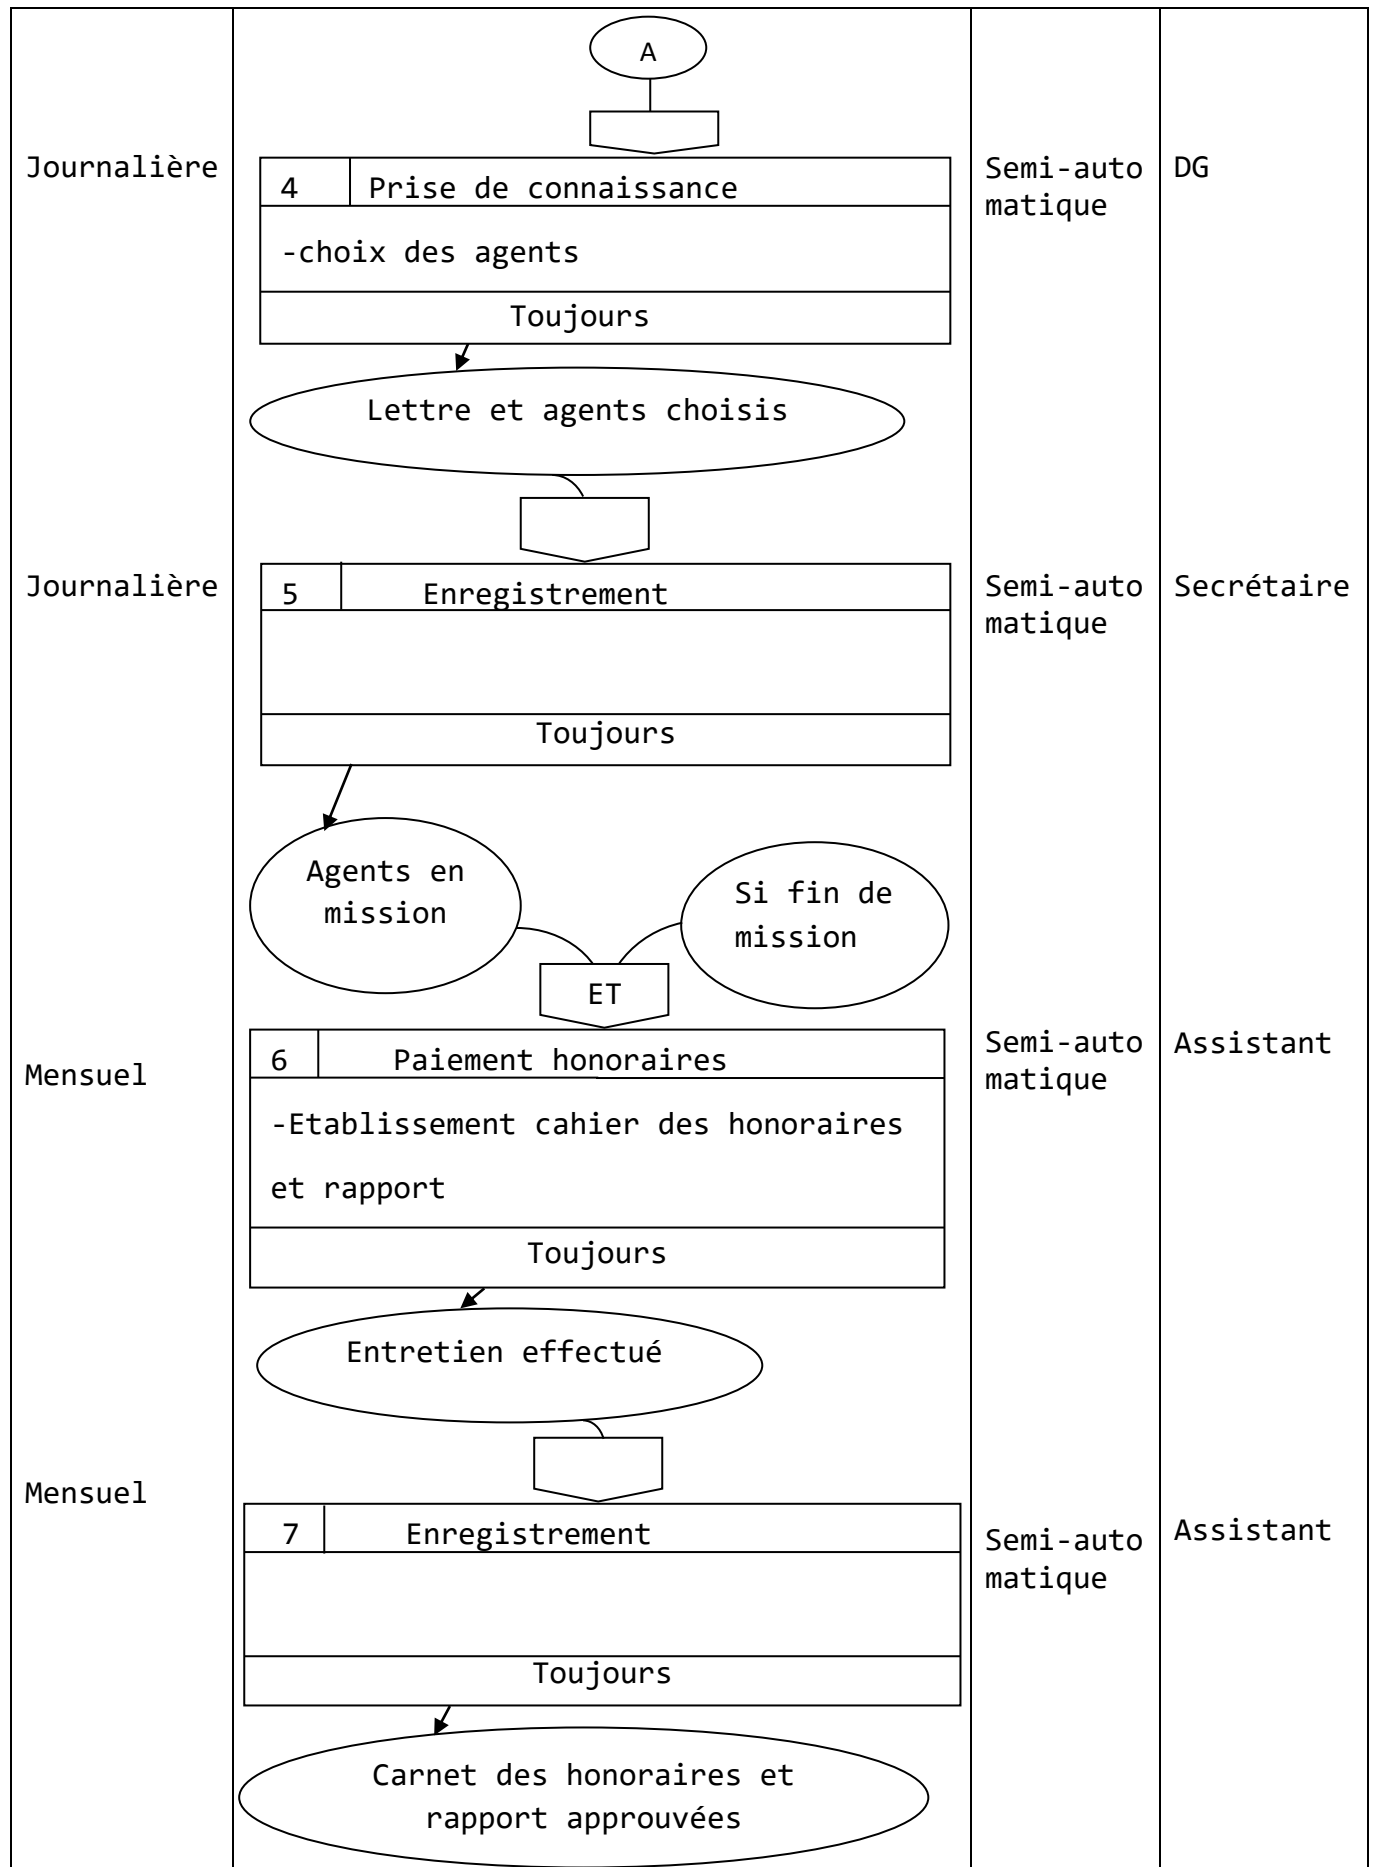 A
Journalière
4 Prise de connaissance
Semi-auto
matique
DG
-choix des agents
Toujours
Lettre et agents choisis
Journalière
5 Enregistrement
Semi-auto
matique
Secrétaire
Toujours
Agents en
mission
Si fin de
mission
ET
Mensuel
6 Paiement honoraires
Semi-auto
matique
Assistant
-Etablissement cahier des honoraires
et rapport
Toujours
Entretien effectué
Mensuel
7 Enregistrement
Semi-auto
matique
Assistant
Toujours
Carnet des honoraires et
rapport approuvées